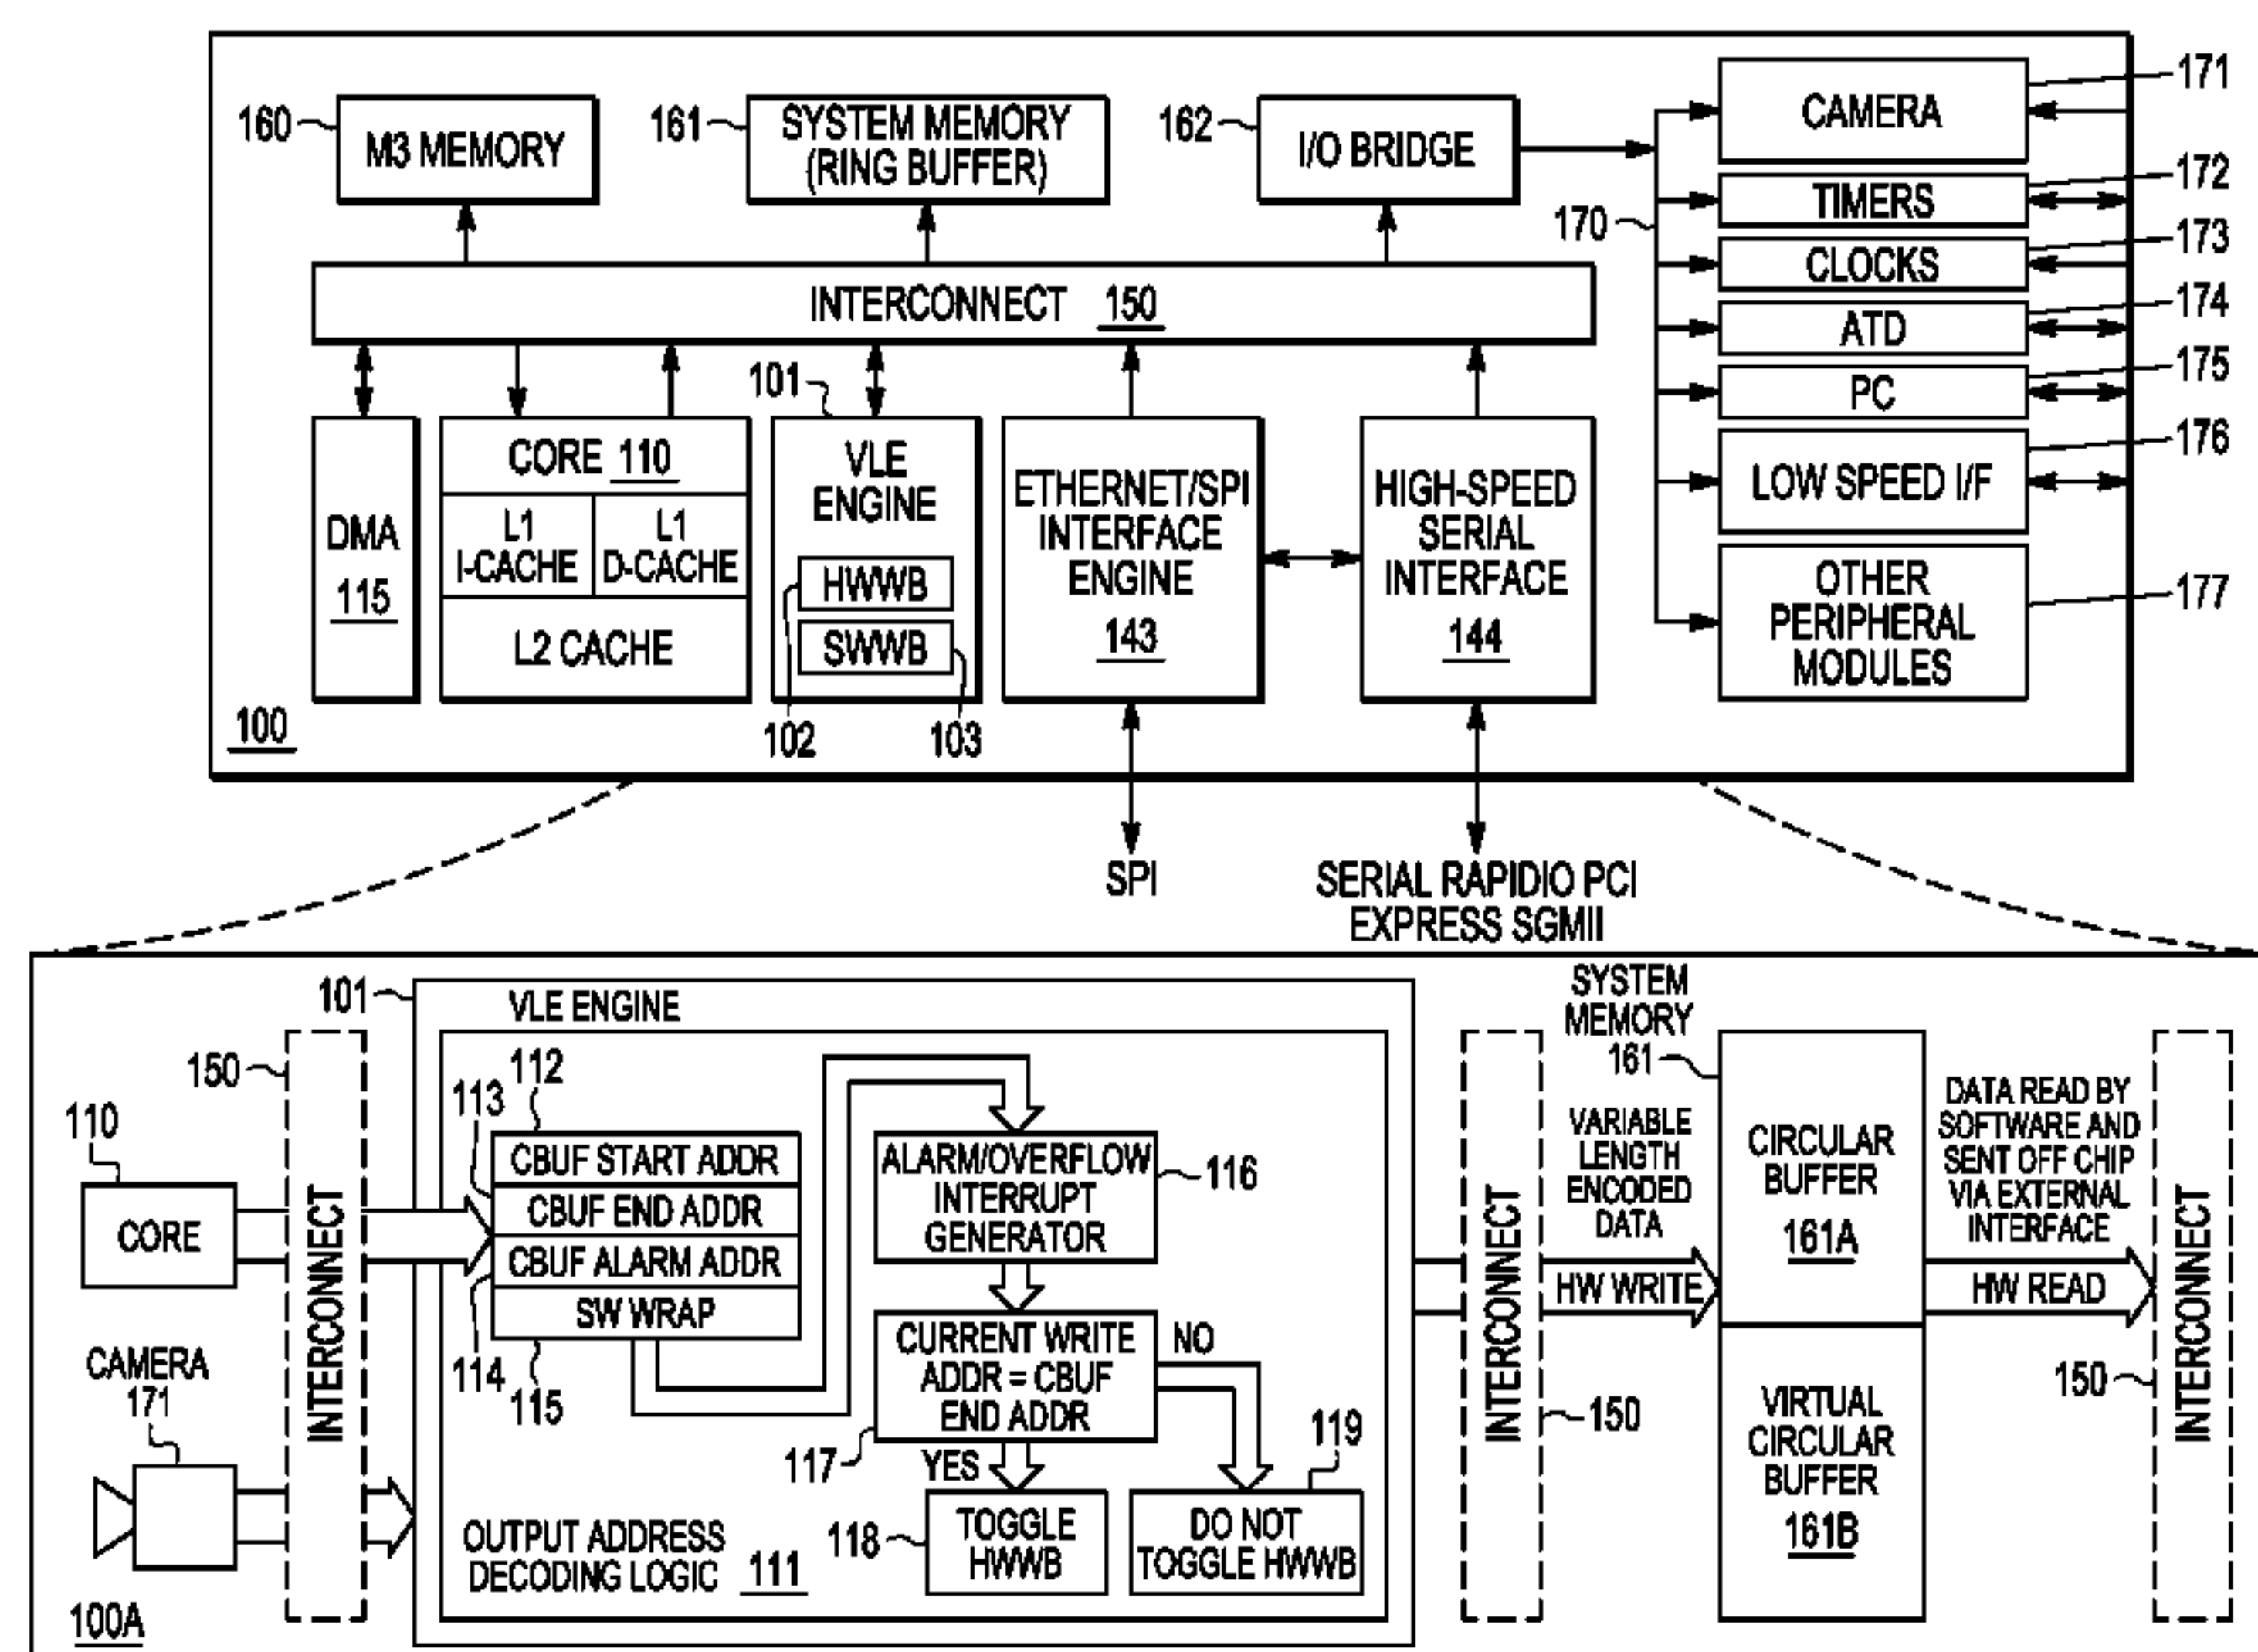 160
M3 MEMORY
161
SYSTEM MEMORY
(RING BUFFER)
162
I/O BRIDGE
170
CAMERA
171
TIMERS
172
CLOCKS
173
ATD
174
PC
175
LOW SPEED I/F
176
OTHER
PERIPHERAL
MODULES
177
INTERCONNECT 150
DMA
115
CORE 110
L1
I-CACHE
L1
D-CACHE
L2 CACHE
101
VLE
ENGINE
HWWB
SWWB
102
103
ETHERNET/SPI
INTERFACE
ENGINE
143
HIGH-SPEED
SERIAL
INTERFACE
144
100
SPI
SERIAL RAPIDIO PCI
EXPRESS SGMII
101
VLE ENGINE
150
INTERCONNECT
110
CORE
CAMERA
171
100A
112
113
CBUF START ADDR
CBUF END ADDR
CBUF ALARM ADDR
SW WRAP
114
115
ALARM/OVERFLOW
INTERRUPT
GENERATOR
116
CURRENT WRITE
ADDR = CBUF
END ADDR
117
NO
YES
118
TOGGLE
HWWB
119
DO NOT
TOGGLE HWWB
OUTPUT ADDRESS
DECODING LOGIC 111
INTERCONNECT
150
SYSTEM
MEMORY
161
VARIABLE
LENGTH
ENCODED
DATA
HW WRITE
CIRCULAR
BUFFER
161A
VIRTUAL
CIRCULAR
BUFFER
161B
DATA READ BY
SOFTWARE AND
SENT OFF CHIP
VIA EXTERNAL
INTERFACE
HW READ
150
INTERCONNECT